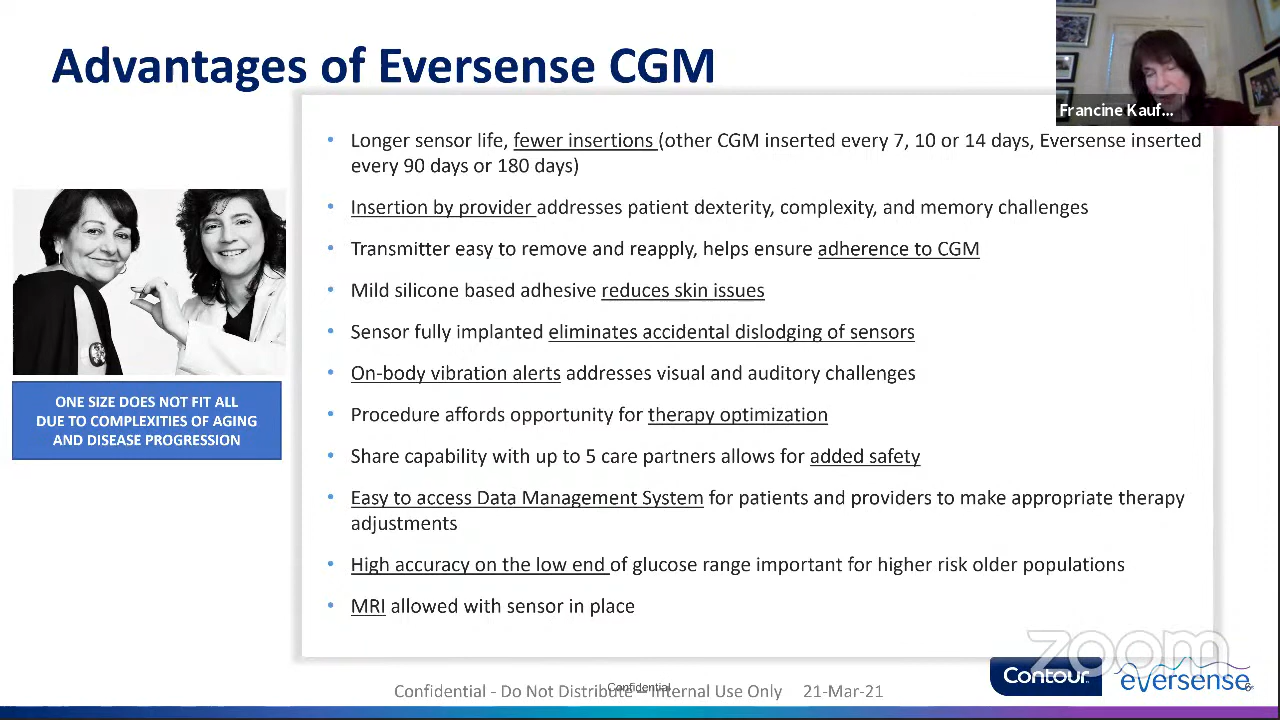 Advantages of Eversense CGM
Francine Kauf...
• Longer sensor life, fewer insertions (other CGM inserted every 7, 10 or 14 days, Eversense inserted
every 90 days or 180 days)
• Insertion by provider addresses patient dexterity, complexity, and memory challenges
• Transmitter easy to remove and reapply, helps ensure adherence to CGM
• Mild silicone based adhesive reduces skin issues
• Sensor fully implanted eliminates accidental dislodging of sensors
• On-body vibration alerts addresses visual and auditory challenges
• Procedure affords opportunity for therapy optimization
• Share capability with up to 5 care partners allows for added safety
• Easy to access Data Management System for patients and providers to make appropriate therapy
adjustments
• High accuracy on the low end of glucose range important for higher risk older populations
• MRI allowed with sensor in place
ONE SIZE DOES NOT FIT ALL
DUE TO COMPLEXITIES OF AGING
AND DISEASE PROGRESSION
zoom
Contour
eversense
Confidential - Do Not Distribute – Internal Use Only 21-Mar-21
Confidential